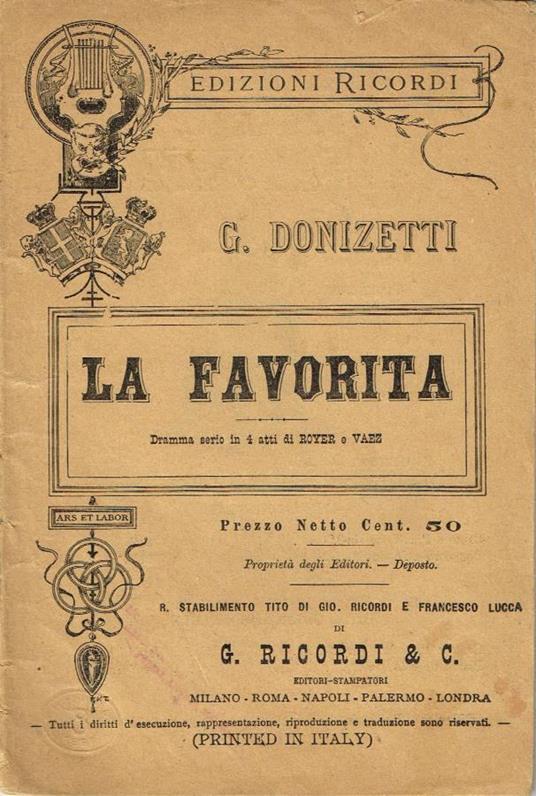 EDIZIONI RICORDI
G. DONIZETTI
LA FAVORITA
Dramma serio in 4 atti di ROYER e VAEZ
ARS ET LABOR
Prezzo Netto Cent. 50
Proprietà degli Editori. — Deposto.
R. STABILIMENTO TITO DI GIO. RICORDI E FRANCESCO LUCCA
DI
G. RICORDI & C.
EDITORI-STAMPATORI
MILANO - ROMA - NAPOLI - PALERMO - LONDRA
— Tutti i diritti d'esecuzione, rappresentazione, riproduzione e traduzione sono riservati. —
(PRINTED IN ITALY)